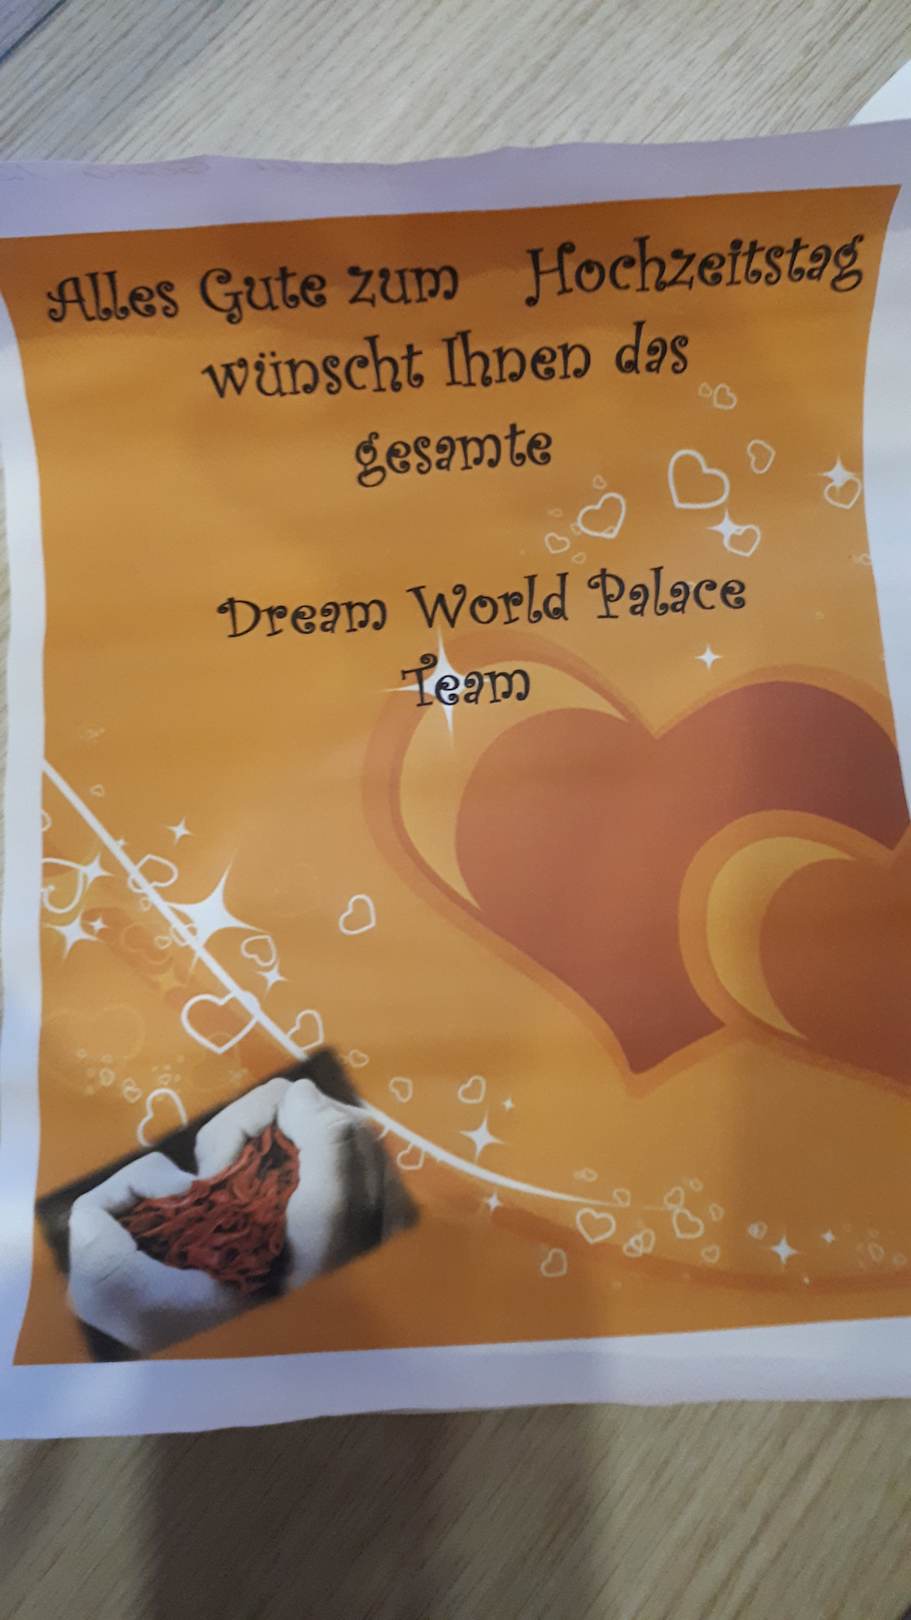 Alles Gute zum Hochzeitstag
wünscht Ihnen das
gesamte
Dream World Palace
Team